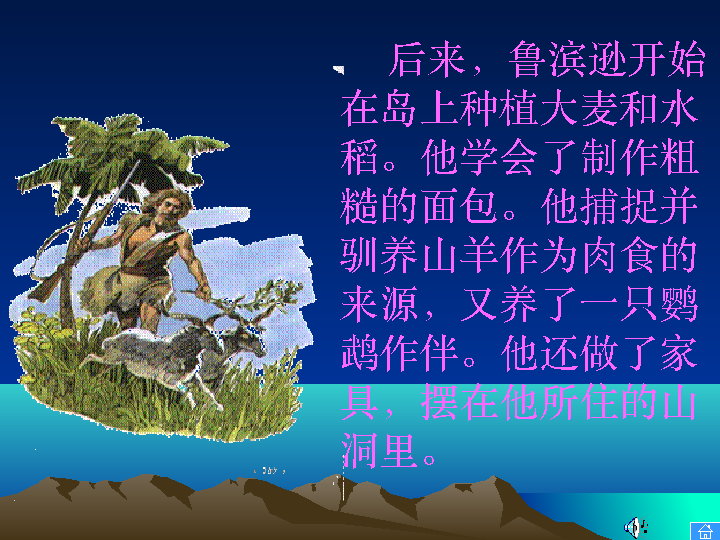 后来，鲁滨逊开始
在岛上种植大麦和水
稻。他学会了制作粗
糙的面包。他捕捉并
驯养山羊作为肉食的
来源，又养了一只鹦
鹉作伴。他还做了家
具，摆在他所住的山
洞里。